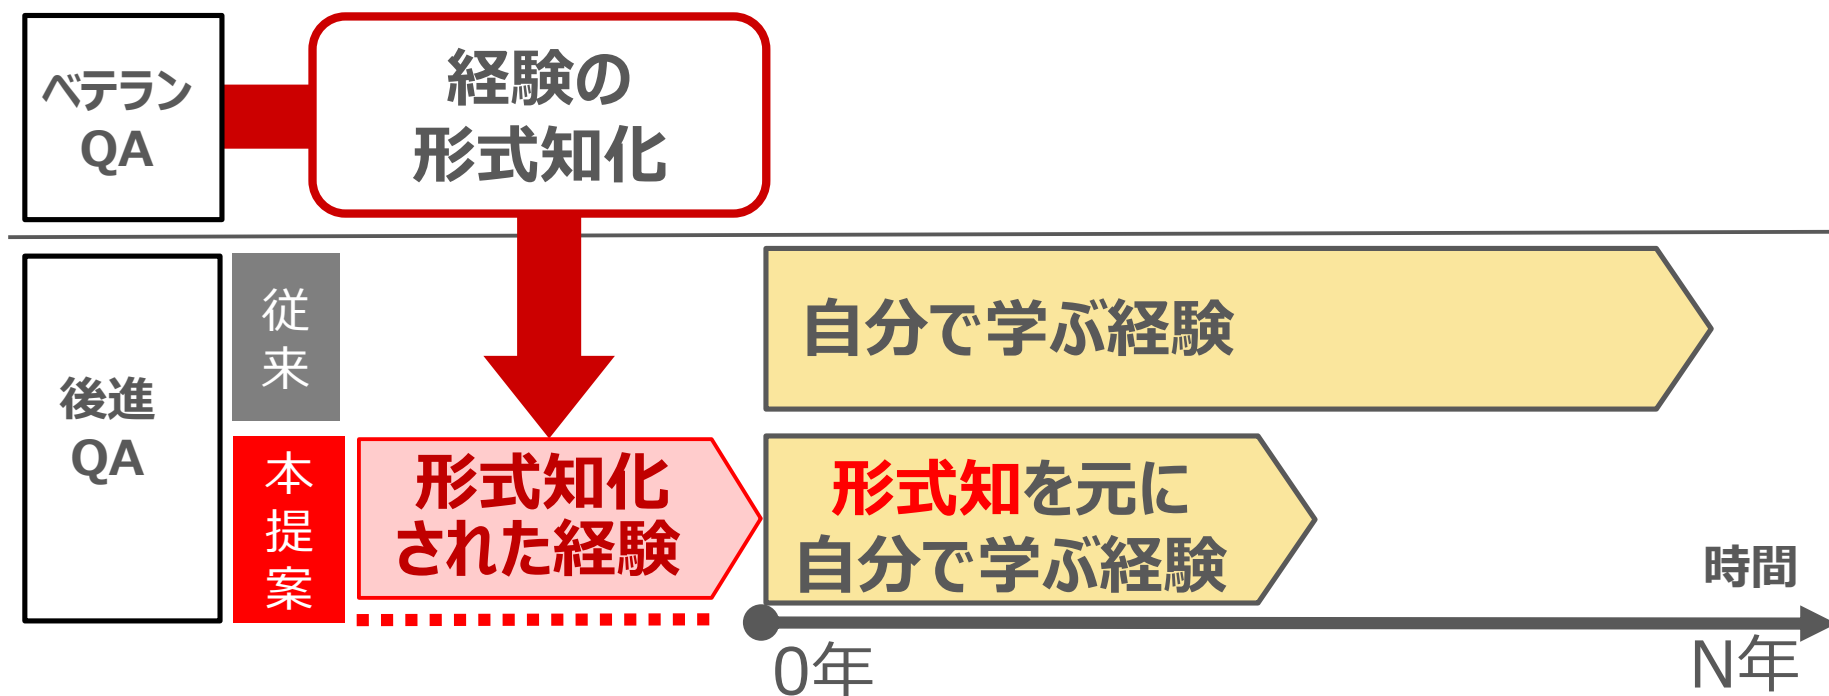 ベテラン
QA
経験の
形式知化
後進
QA
従
来
自分で学ぶ経験
本
提
案
形式知化
された経験
形式知を元に
自分で学ぶ経験
時間
0年
N年